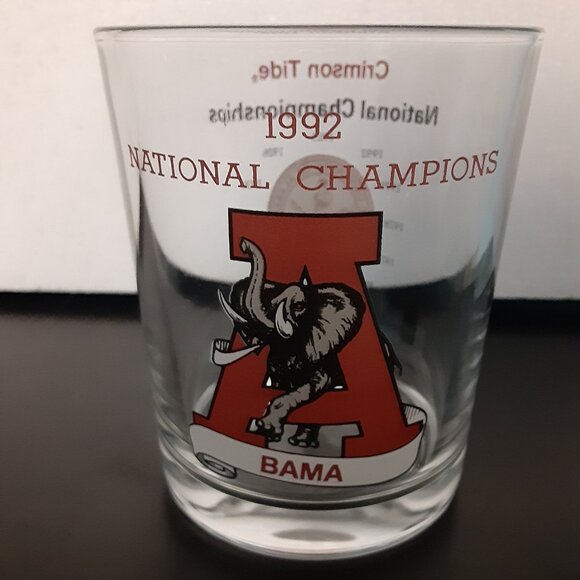 Crimson Tide®
National Championships
1992
NATIONAL CHAMPIONS
BAMA